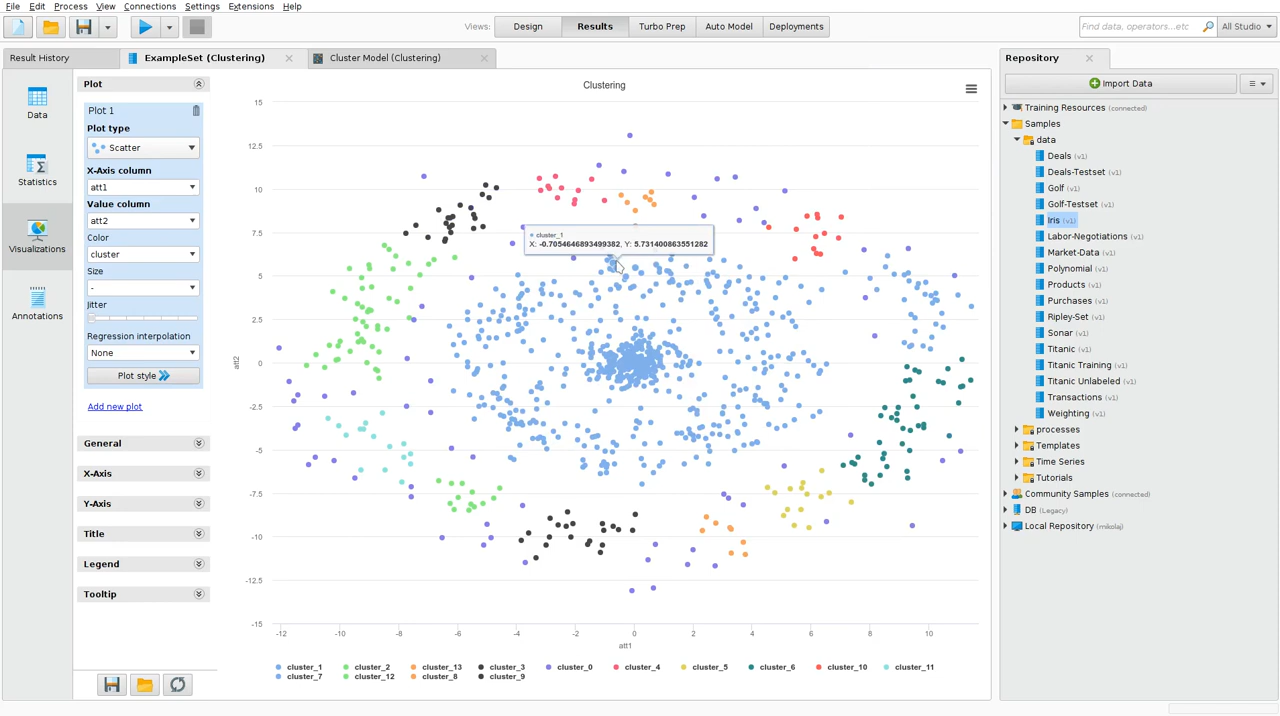 File Edit Process View Connections Settings Extensions Help
Views: Design Results Turbo Prep Auto Model Deployments
Find data, operators...etc All Studio
Result History ExampleSet (Clustering) Cluster Model (Clustering)
Data
Statistics
Visualizations
Annotations
Plot
Plot 1
Plot type
Scatter
X-Axis column
att1
Value column
att2
Color
cluster
Size
-
Jitter
Regression interpolation
None
Plot style
Add new plot
General
X-Axis
Y-Axis
Title
Legend
Tooltip
Clustering
15
12.5
10
7.5
5
2.5
0
-2.5
-5
-7.5
-10
-12.5
-15
att2
cluster_1
X: -0.7054646893499382, Y: 5.731400863551282
-12 -10 -8 -6 -4 -2 0 2 4 6 8 10
att1
cluster_1 cluster_2 cluster_13 cluster_3 cluster_0 cluster_4 cluster_5 cluster_6 cluster_10 cluster_11
cluster_7 cluster_12 cluster_8 cluster_9
Repository
Import Data
Training Resources (connected)
Samples
data
Deals (v1)
Deals-Testset (v1)
Golf (v1)
Golf-Testset (v1)
Iris (v1)
Labor-Negotiations (v1)
Market-Data (v1)
Polynomial (v1)
Products (v1)
Purchases (v1)
Ripley-Set (v1)
Sonar (v1)
Titanic (v1)
Titanic Training (v1)
Titanic Unlabeled (v1)
Transactions (v1)
Weighting (v1)
processes
Templates
Time Series
Tutorials
Community Samples (connected)
DB (Legacy)
Local Repository (mikolaj)